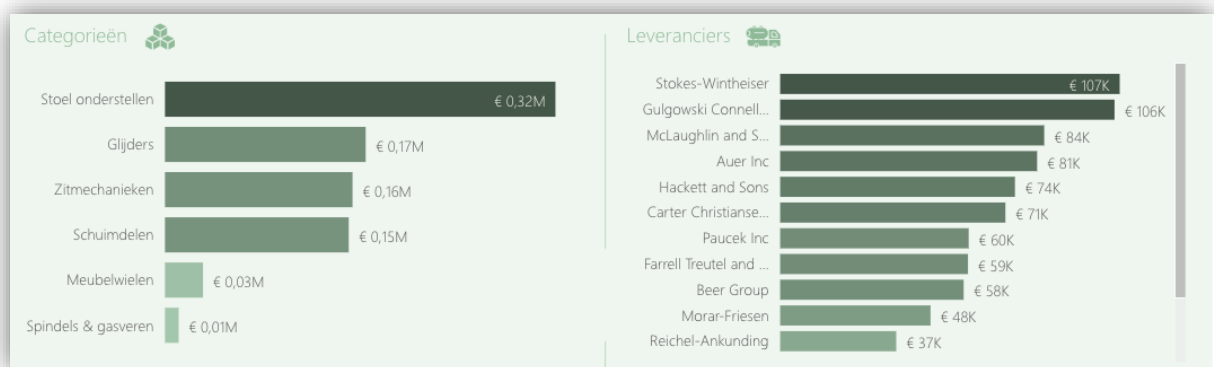 Categorieën
Stoel onderstellen € 0,32M
Glijders € 0,17M
Zitmechanieken € 0,16M
Schuimdelen € 0,15M
Meubelwielen € 0,03M
Spindels & gasveren € 0,01M
Leveranciers
Stokes-Wintheiser € 107K
Gulgowski Connell... € 106K
McLaughlin and S... € 84K
Auer Inc € 81K
Hackett and Sons € 74K
Carter Christianse... € 71K
Paucek Inc € 60K
Farrell Treutel and ... € 59K
Beer Group € 58K
Morar-Friesen € 48K
Reichel-Ankunding € 37K